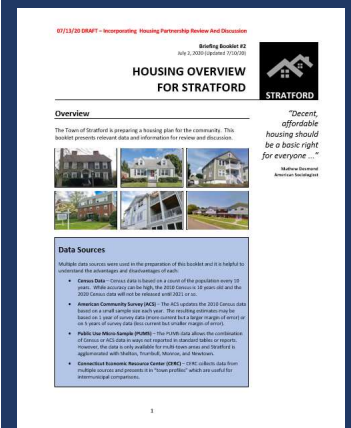 07/13/20 DRAFT – Incorporating Housing Partnership Review And Discussion
Briefing Booklet #2
July 2, 2020 (Updated 7/10/20)
HOUSING OVERVIEW
FOR STRATFORD
STRATFORD
Overview
The Town of Stratford is preparing a housing plan for the community. This
booklet presents relevant data and information for review and discussion.
"Decent,
affordable
housing should
be a basic right
for everyone ..."
Mathew Desmond
American Sociologist
Data Sources
Multiple data sources were used in the preparation of this booklet and it is helpful to
understand the advantages and disadvantages of each:
• Census Data – Census data is based on a count of the population every 10
years. While accuracy can be high, the 2010 Census is 10 years old and the
2020 Census data will not be released until 2021 or so.
• American Community Survey (ACS) – The ACS updates the 2010 Census data
based on a small sample size each year. The resulting estimates may be
based on 1 year of survey data (more current but a larger margin of error) or
on 5 years of survey data (less current but smaller margin of error).
• Public Use Micro-Sample (PUMS) – The PUMS data allows the combination
of Census or ACS data in ways not reported in standard tables or reports.
However, the data is only available for multi-town areas and Stratford is
agglomerated with Shelton, Trumbull, Monroe, and Newtown.
• Connecticut Economic Resource Center (CERC) – CERC collects data from
multiple sources and presents it in "town profiles" which are useful for
intermunicipal comparisons.
1